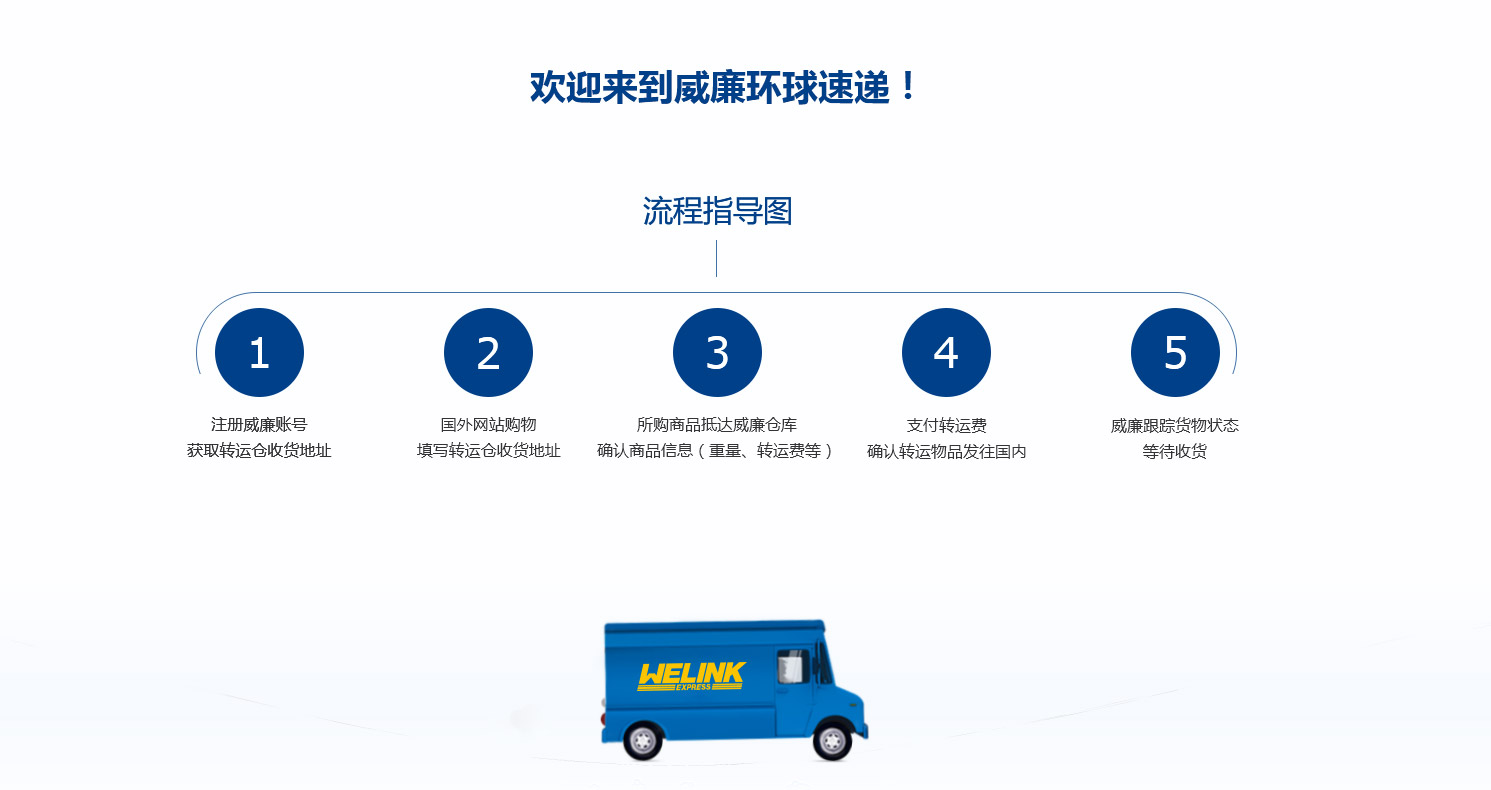 欢迎来到威廉环球速递！
流程指导图
1
2
3
4
5
注册威廉账号
获取转运仓收货地址
国外网站购物
填写转运仓收货地址
所购商品抵达威廉仓库
确认商品信息（重量、转运费等）
支付转运费
确认转运物品发往国内
威廉跟踪货物状态
等待收货
WELINK
EXPRESS